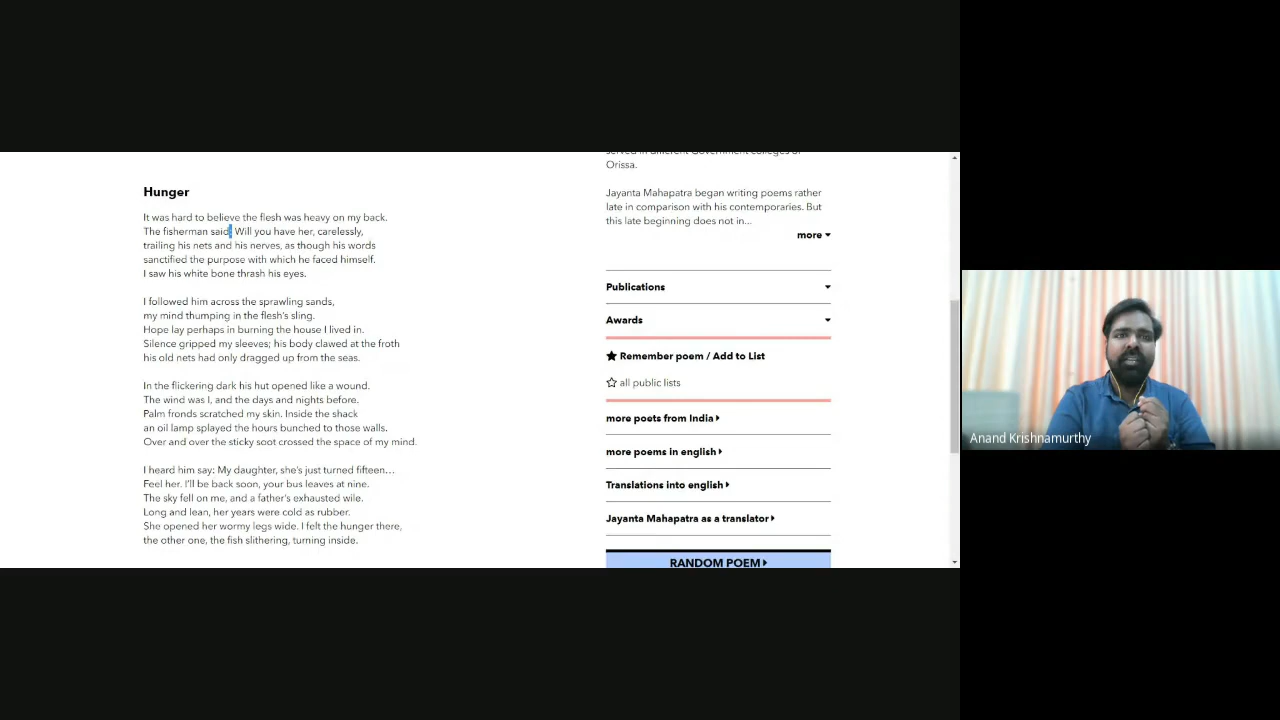 Hunger
It was hard to believe the flesh was heavy on my back.
The fisherman said: Will you have her, carelessly,
trailing his nets and his nerves, as though his words
sanctified the purpose with which he faced himself.
I saw his white bone thrash his eyes.
I followed him across the sprawling sands,
my mind thumping in the flesh's sling.
Hope lay perhaps in burning the house I lived in.
Silence gripped my sleeves; his body clawed at the froth
his old nets had only dragged up from the seas.
In the flickering dark his hut opened like a wound.
The wind was I, and the days and nights before.
Palm fronds scratched my skin. Inside the shack
an oil lamp splayed the hours bunched to those walls.
Over and over the sticky soot crossed the space of my mind.
I heard him say: My daughter, she's just turned fifteen…
Feel her. I'll be back soon, your bus leaves at nine.
The sky fell on me, and a father's exhausted wile.
Long and lean, her years were cold as rubber.
She opened her wormy legs wide. I felt the hunger there,
the other one, the fish slithering, turning inside.
served in different Government colleges of
Orissa.
Jayanta Mahapatra began writing poems rather
late in comparison with his contemporaries. But
this late beginning does not in...
more
Publications
Awards
Remember poem / Add to List
all public lists
more poets from India
more poems in english
Translations into english
Jayanta Mahapatra as a translator
RANDOM POEM
Anand Krishnamurthy